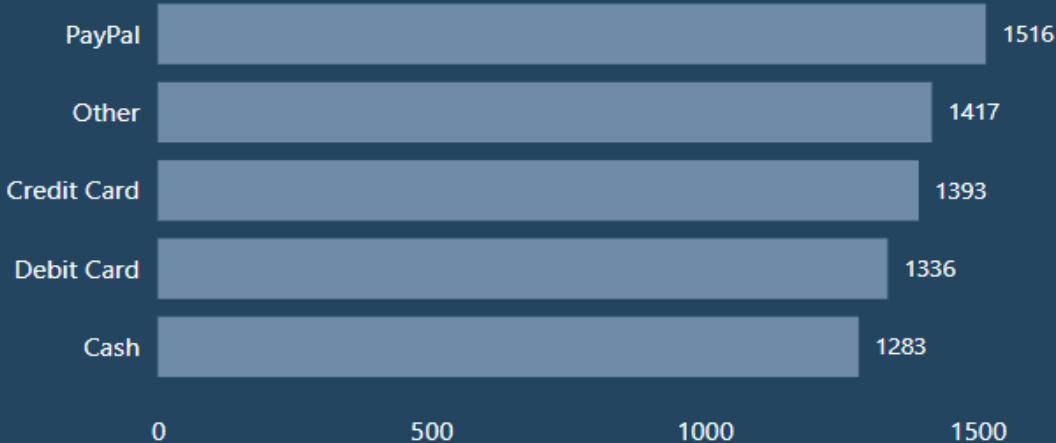 PayPal 1516
Other 1417
Credit Card 1393
Debit Card 1336
Cash 1283
0 500 1000 1500